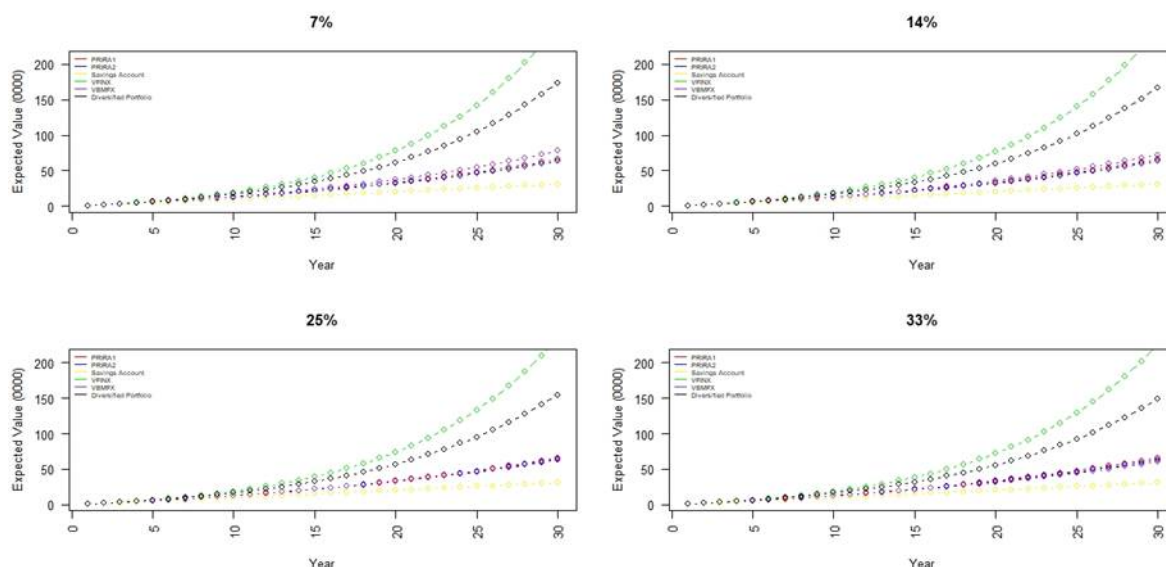 7%
Expected Value (0000)
200
150
100
50
0
PRIRA1
PRIRA2
Savings Account
VFINX
VBMFX
Diversified Portfolio
0
5
10
15
20
25
30
Year
14%
Expected Value (0000)
200
150
100
50
0
PRIRA1
PRIRA2
Savings Account
VFINX
VBMFX
Diversified Portfolio
0
5
10
15
20
25
30
Year
25%
Expected Value (0000)
200
150
100
50
0
PRIRA1
PRIRA2
Savings Account
VFINX
VBMFX
Diversified Portfolio
0
5
10
15
20
25
30
Year
33%
Expected Value (0000)
200
150
100
50
0
PRIRA1
PRIRA2
Savings Account
VFINX
VBMFX
Diversified Portfolio
0
5
10
15
20
25
30
Year